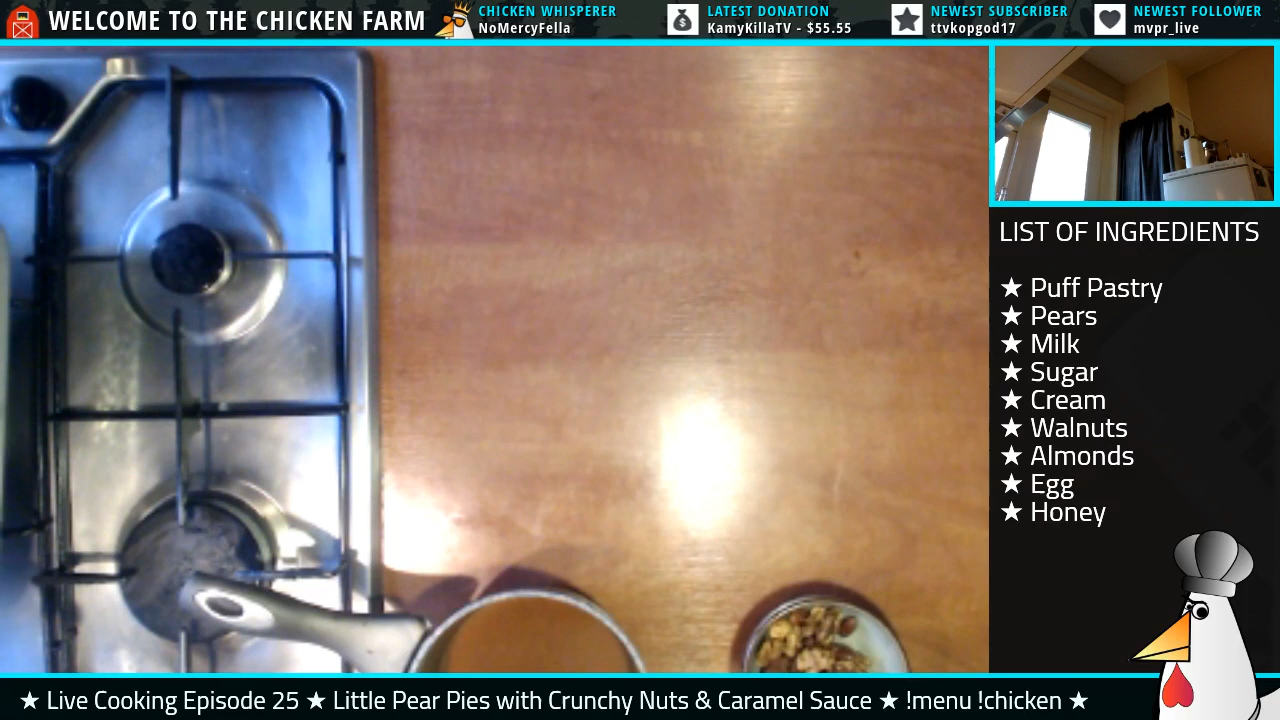 WELCOME TO THE CHICKEN FARM
CHICKEN WHISPERER
NoMercyFella
LATEST DONATION
KamyKillaTV - $55.55
NEWEST SUBSCRIBER
ttvkopgod17
NEWEST FOLLOWER
mvpr_live
LIST OF INGREDIENTS
★ Puff Pastry
★ Pears
★ Milk
★ Sugar
★ Cream
★ Walnuts
★ Almonds
★ Egg
★ Honey
★ Live Cooking Episode 25 ★ Little Pear Pies with Crunchy Nuts & Caramel Sauce ★ !menu !chicken ★